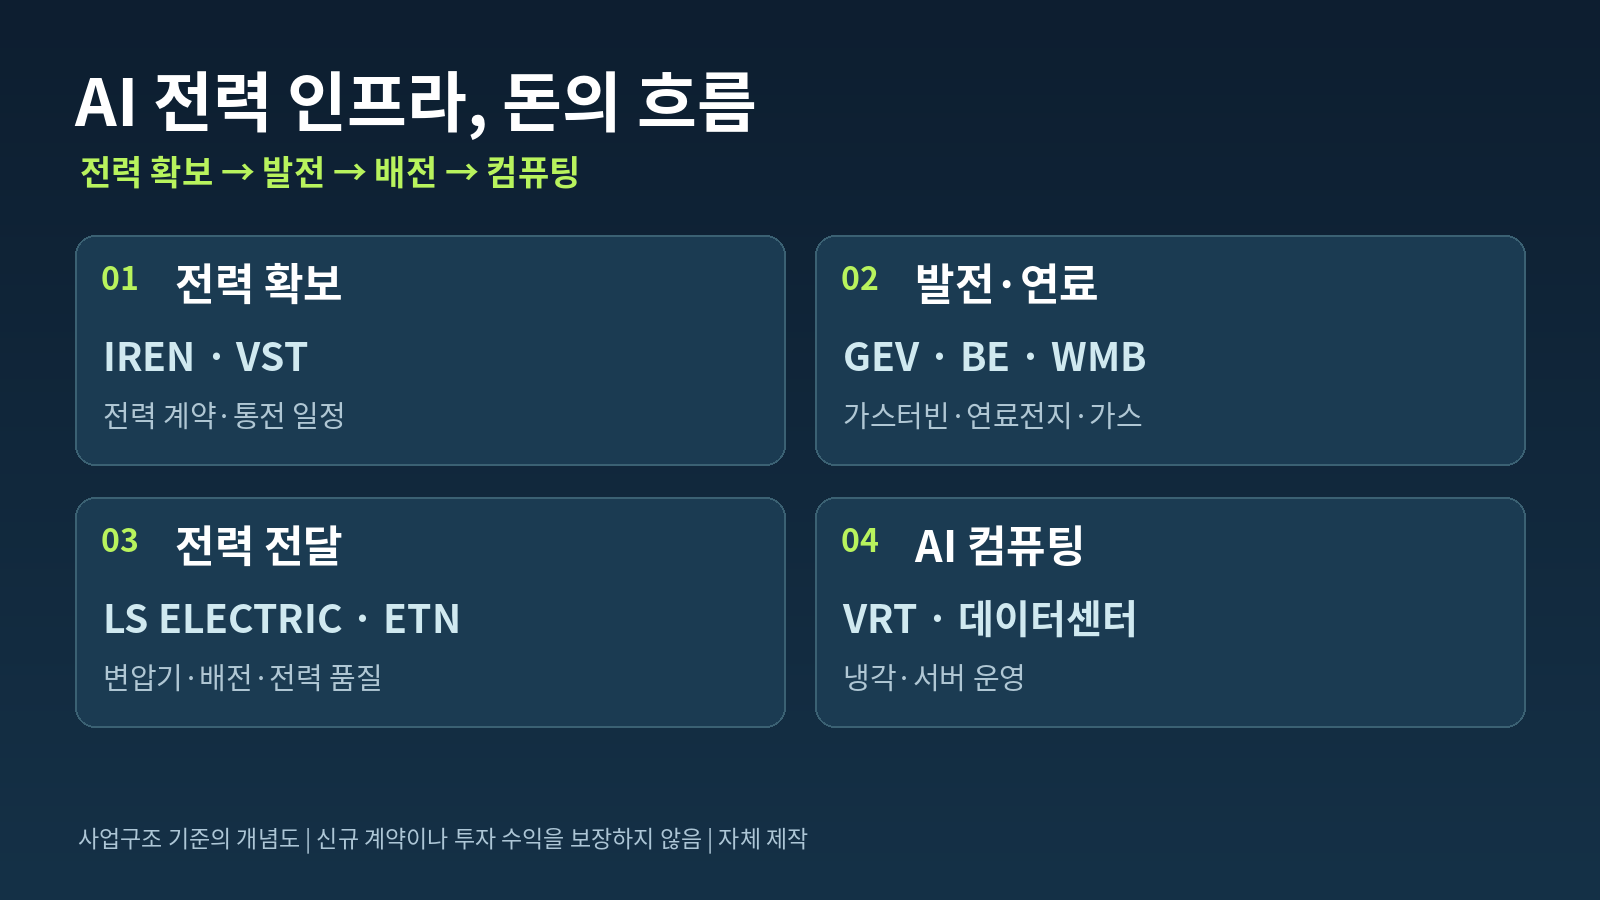 AI 전력 인프라, 돈의 흐름
전력 확보 → 발전 → 배전 → 컴퓨팅
01 전력 확보
IREN · VST
전력 계약·통전 일정
02 발전·연료
GEV · BE · WMB
가스터빈·연료전지·가스
03 전력 전달
LS ELECTRIC · ETN
변압기·배전·전력 품질
04 AI 컴퓨팅
VRT · 데이터센터
냉각·서버 운영
사업구조 기준의 개념도 | 신규 계약이나 투자 수익을 보장하지 않음 | 자체 제작